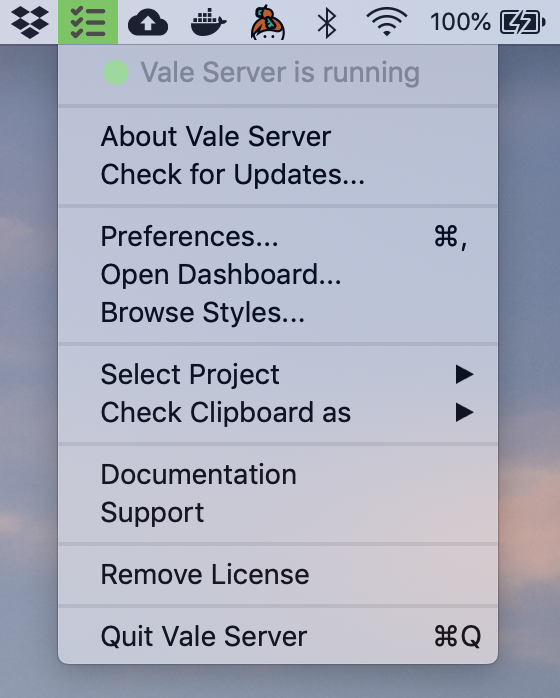 100%
Vale Server is running
About Vale Server
Check for Updates...
Preferences... ⌘,
Open Dashboard...
Browse Styles...
Select Project ▶
Check Clipboard as ▶
Documentation
Support
Remove License
Quit Vale Server ⌘Q